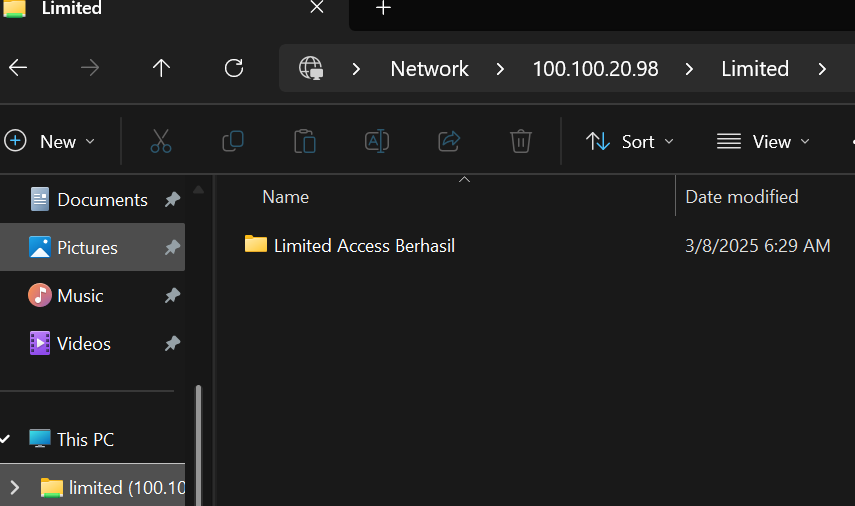 Limited
Network > 100.100.20.98 > Limited >
New Sort View
Name Date modified
Documents
Limited Access Berhasil 3/8/2025 6:29 AM
Pictures
Music
Videos
This PC
limited (100.10